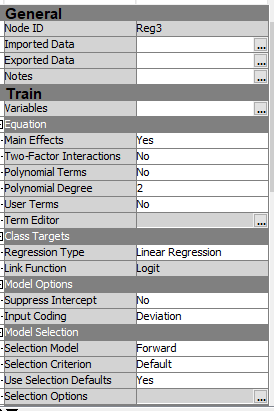 General
Node ID Reg3
Imported Data ...
Exported Data ...
Notes ...
Train
Variables ...
Equation
Main Effects Yes
Two-Factor Interactions No
Polynomial Terms No
Polynomial Degree 2
User Terms No
Term Editor ...
Class Targets
Regression Type Linear Regression
Link Function Logit
Model Options
Suppress Intercept No
Input Coding Deviation
Model Selection
Selection Model Forward
Selection Criterion Default
Use Selection Defaults Yes
Selection Options ...